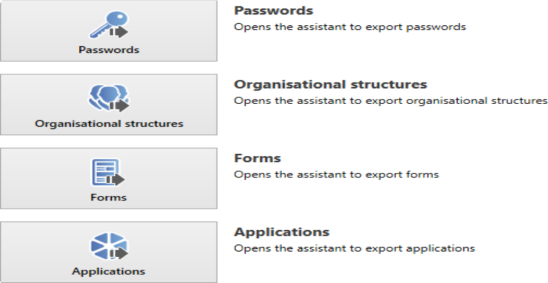 Passwords
Passwords
Opens the assistant to export passwords
Organisational structures
Organisational structures
Opens the assistant to export organisational structures
Forms
Forms
Opens the assistant to export forms
Applications
Applications
Opens the assistant to export applications